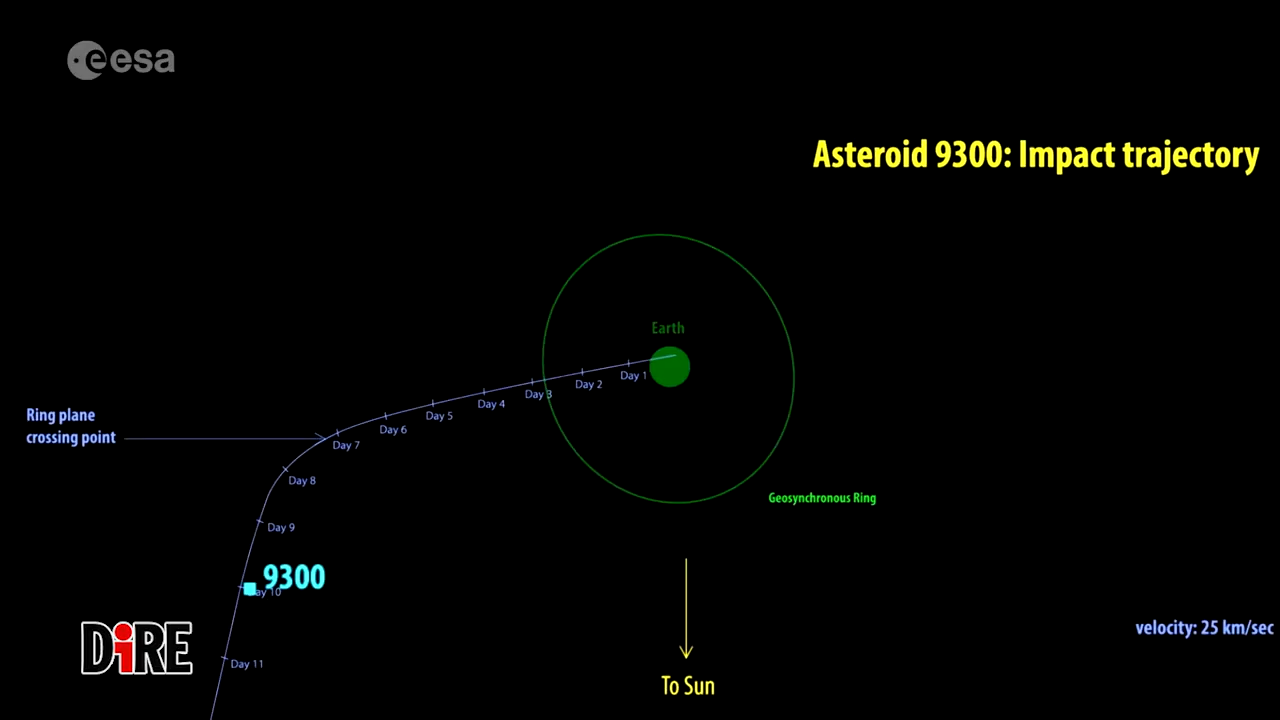 esa
Asteroid 9300: Impact trajectory
Earth
Day 1
Day 2
Day 3
Day 4
Day 5
Day 6
Ring plane
crossing point
Day 7
Day 8
Geosynchronous Ring
Day 9
9300
Day 10
DiRE
velocity: 25 km/sec
Day 11
To Sun